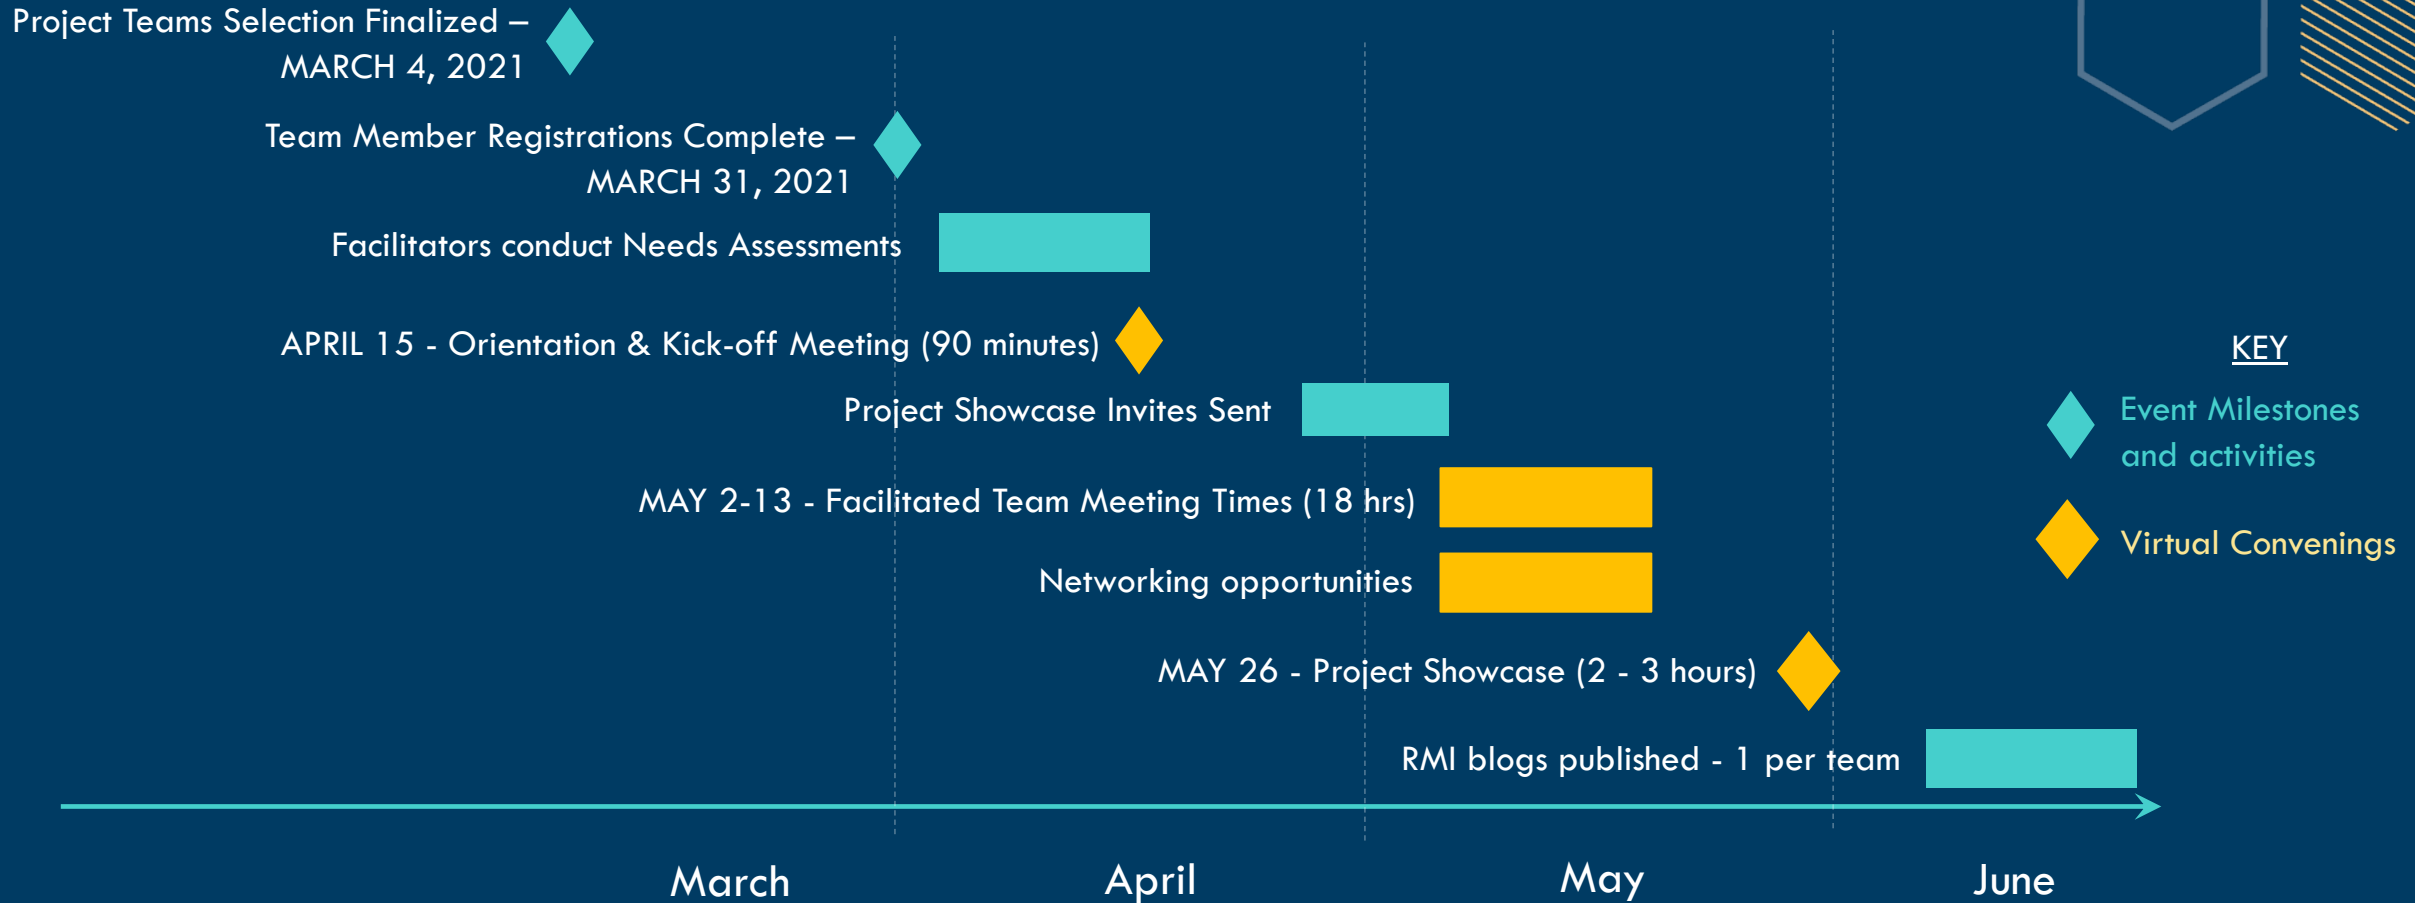 Project Teams Selection Finalized –
MARCH 4, 2021
Team Member Registrations Complete –
MARCH 31, 2021
Facilitators conduct Needs Assessments
APRIL 15 - Orientation & Kick-off Meeting (90 minutes)
Project Showcase Invites Sent
MAY 2-13 - Facilitated Team Meeting Times (18 hrs)
Networking opportunities
MAY 26 - Project Showcase (2 - 3 hours)
RMI blogs published - 1 per team
KEY
Event Milestones
and activities
Virtual Convenings
March
April
May
June